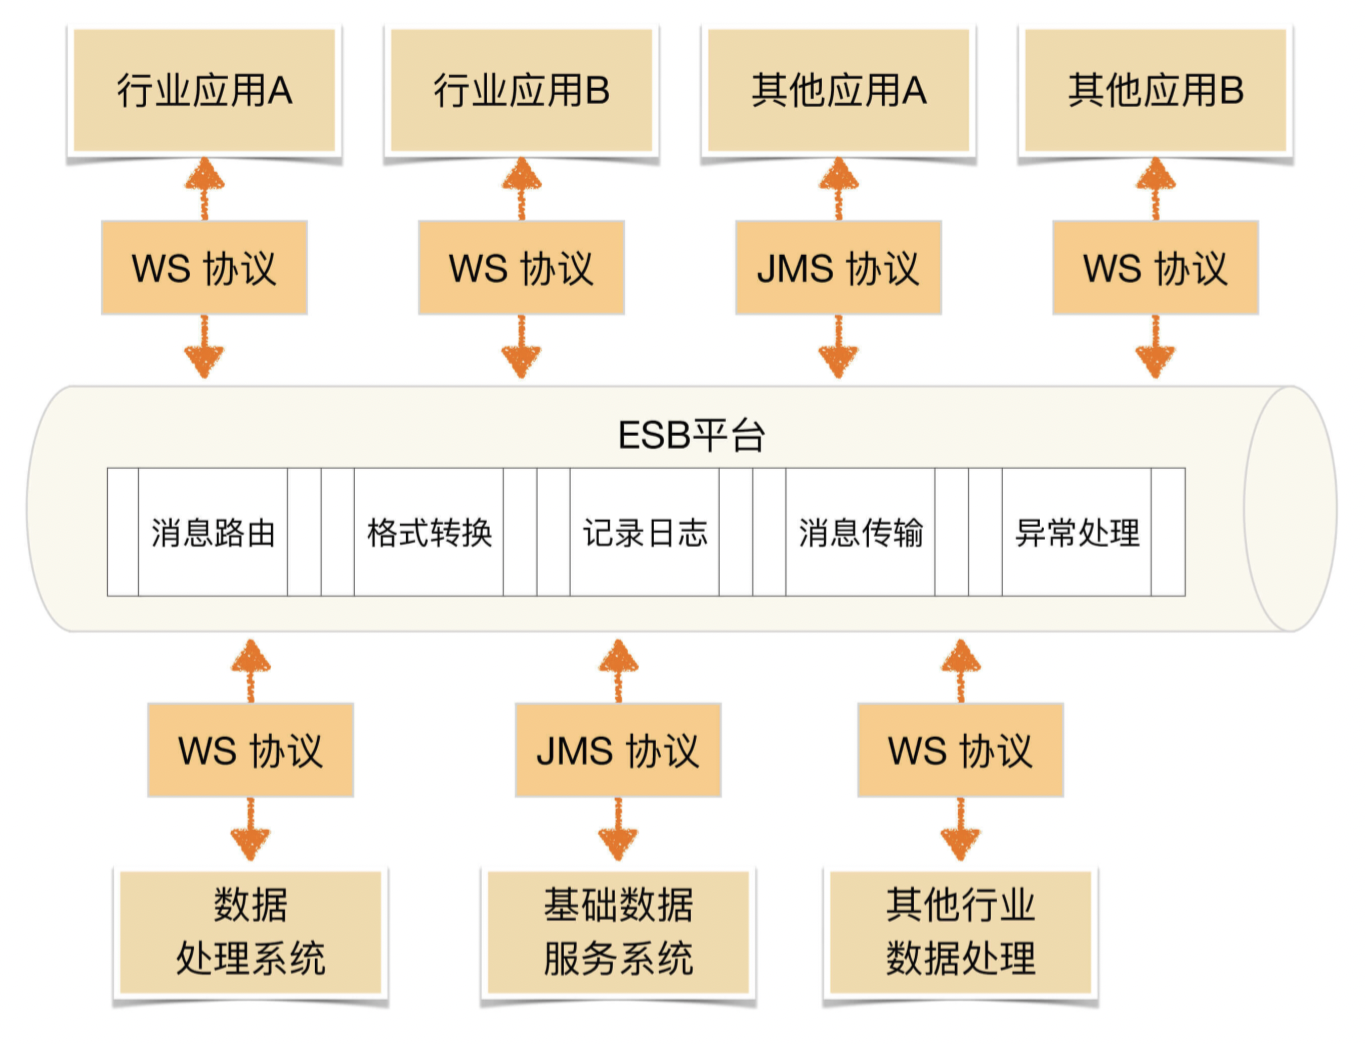 行业应用A
行业应用B
其他应用A
其他应用B
WS 协议
WS 协议
JMS 协议
WS 协议
ESB平台
消息路由
格式转换
记录日志
消息传输
异常处理
WS 协议
JMS 协议
WS 协议
数据
处理系统
基础数据
服务系统
其他行业
数据处理